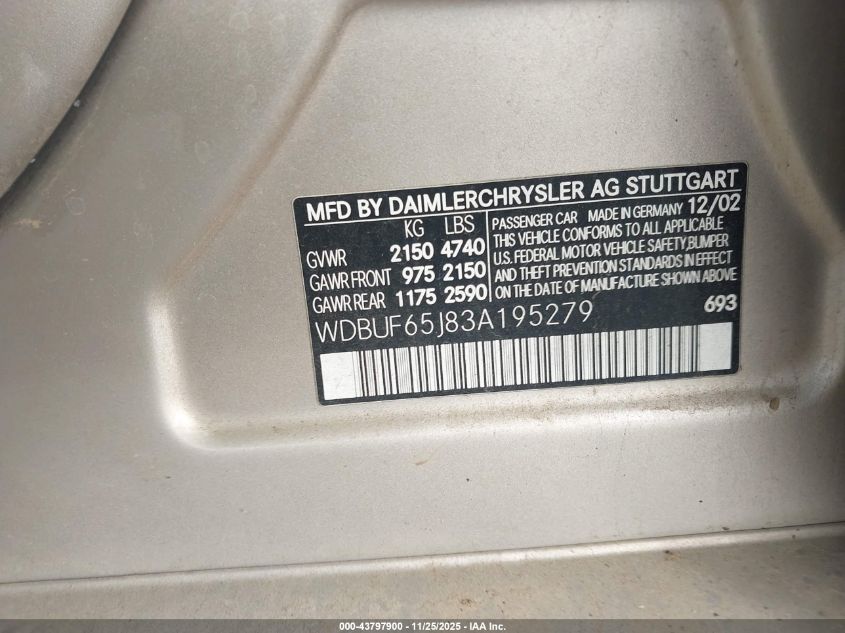 MFD BY DAIMLERCHRYSLER AG STUTTGART
KG LBS
GVWR 2150 4740
GAWR FRONT 975 2150
GAWR REAR 1175 2590
PASSENGER CAR MADE IN GERMANY 12/02
THIS VEHICLE CONFORMS TO ALL APPLICABLE
U.S. FEDERAL MOTOR VEHICLE SAFETY,BUMPER
AND THEFT PREVENTION STANDARDS IN EFFECT
ON THE DATE OF MANUFACTURE SHOWN ABOVE
693
WDBUF65J83A195279
000-43797900 - 11/25/2025 - IAA Inc.